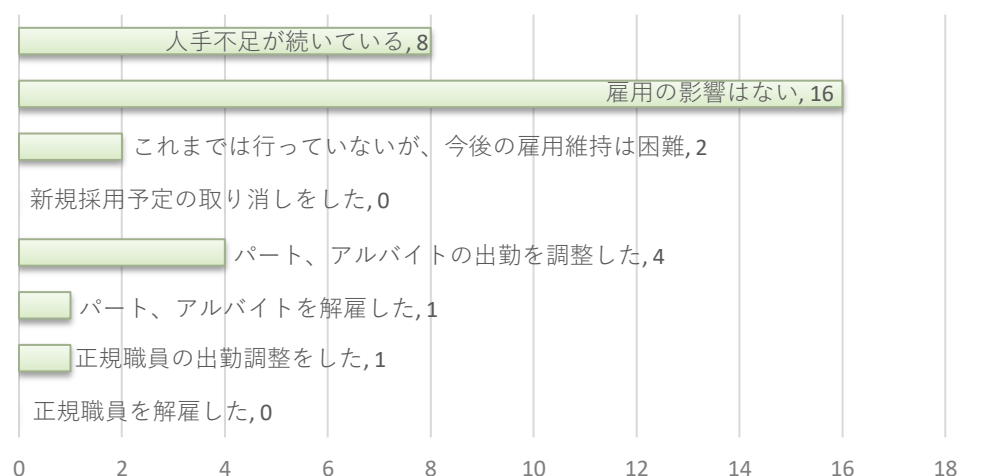 人手不足が続いている, 8
雇用の影響はない, 16
これまでは行っていないが、今後の雇用維持は困難, 2
新規採用予定の取り消しをした, 0
パート、アルバイトの出勤を調整した, 4
パート、アルバイトを解雇した, 1
正規職員の出勤調整をした, 1
正規職員を解雇した, 0
0 2 4 6 8 10 12 14 16 18